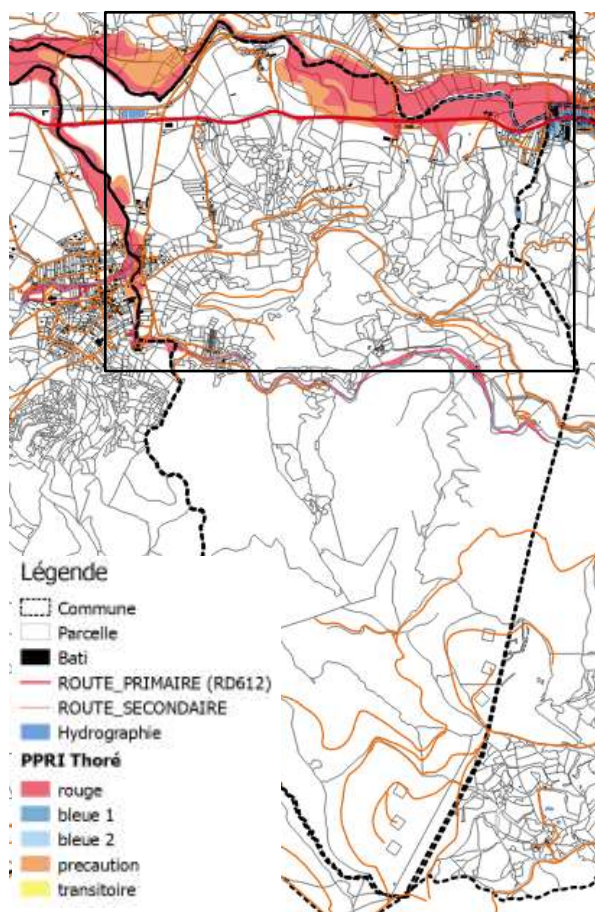 Légende
Commune
Parcelle
Bati
ROUTE_PRIMAIRE (RD612)
ROUTE_SECONDAIRE
Hydrographie
PPRI Thoré
rouge
bleue 1
bleue 2
precaution
transitoire